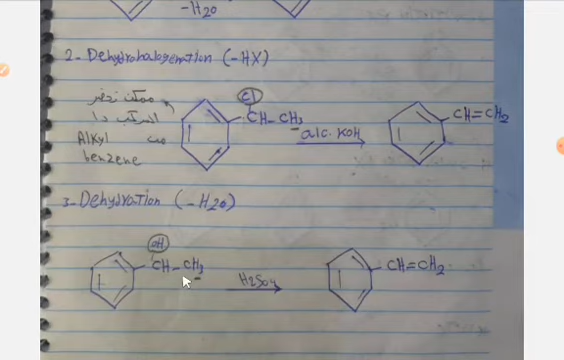 -H2O
2- Dehydrohalogenation (-HX)
ممكن نحضر
المركب دا
من Alkyl
benzene
Cl
CH-CH3
alc. KOH
CH=CH2
3- Dehydration (-H2O)
OH
CH-CH3
H2SO4
CH=CH2